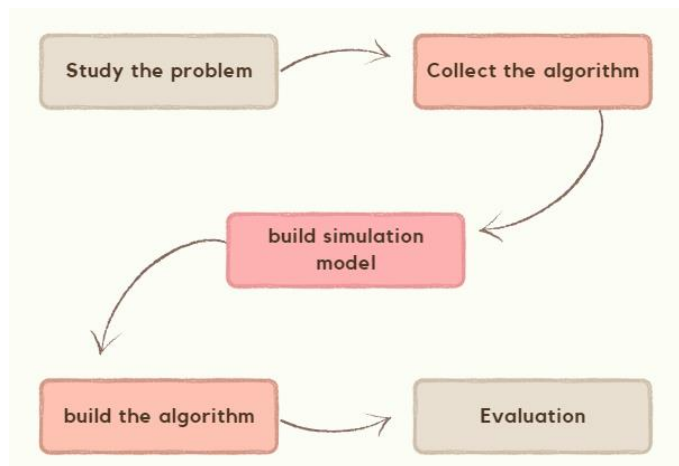 Study the problem
Collect the algorithm
build simulation
model
build the algorithm
Evaluation